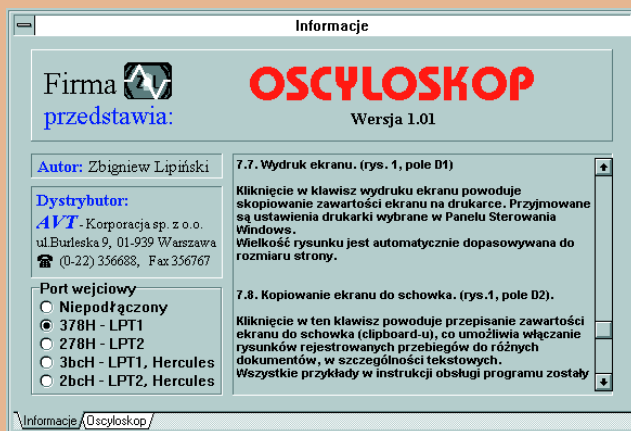 Informacje
Firma
przedstawia:
OSCYLOSKOP
Wersja 1.01
Autor: Zbigniew Lipiński
Dystrybutor:
AVT - Korporacja sp. z o.o.
ul.Burleska 9, 01-939 Warszawa
☎ (0-22) 356688, Fax 356767
Port wejciowy
Niepodłączony
378H - LPT1
278H - LPT2
3bcH - LPT1, Hercules
2bcH - LPT2, Hercules
7.7. Wydruk ekranu. (rys. 1, pole D1)
Kliknięcie w klawisz wydruku ekranu powoduje
skopiowanie zawartości ekranu na drukarce. Przyjmowane
są ustawienia drukarki wybrane w Panelu Sterowania
Windows.
Wielkość rysunku jest automatycznie dopasowywana do
rozmiaru strony.
7.8. Kopiowanie ekranu do schowka. (rys.1, pole D2).
Kliknięcie w ten klawisz powoduje przepisanie zawartości
ekranu do schowka (clipboard-u), co umożliwia włączanie
rysunków rejestrowanych przebiegów do różnych
dokumentów, w szczególności tekstowych.
Wszystkie przykłady w instrukcji obsługi programu zostały
Informacje Oscyloskop